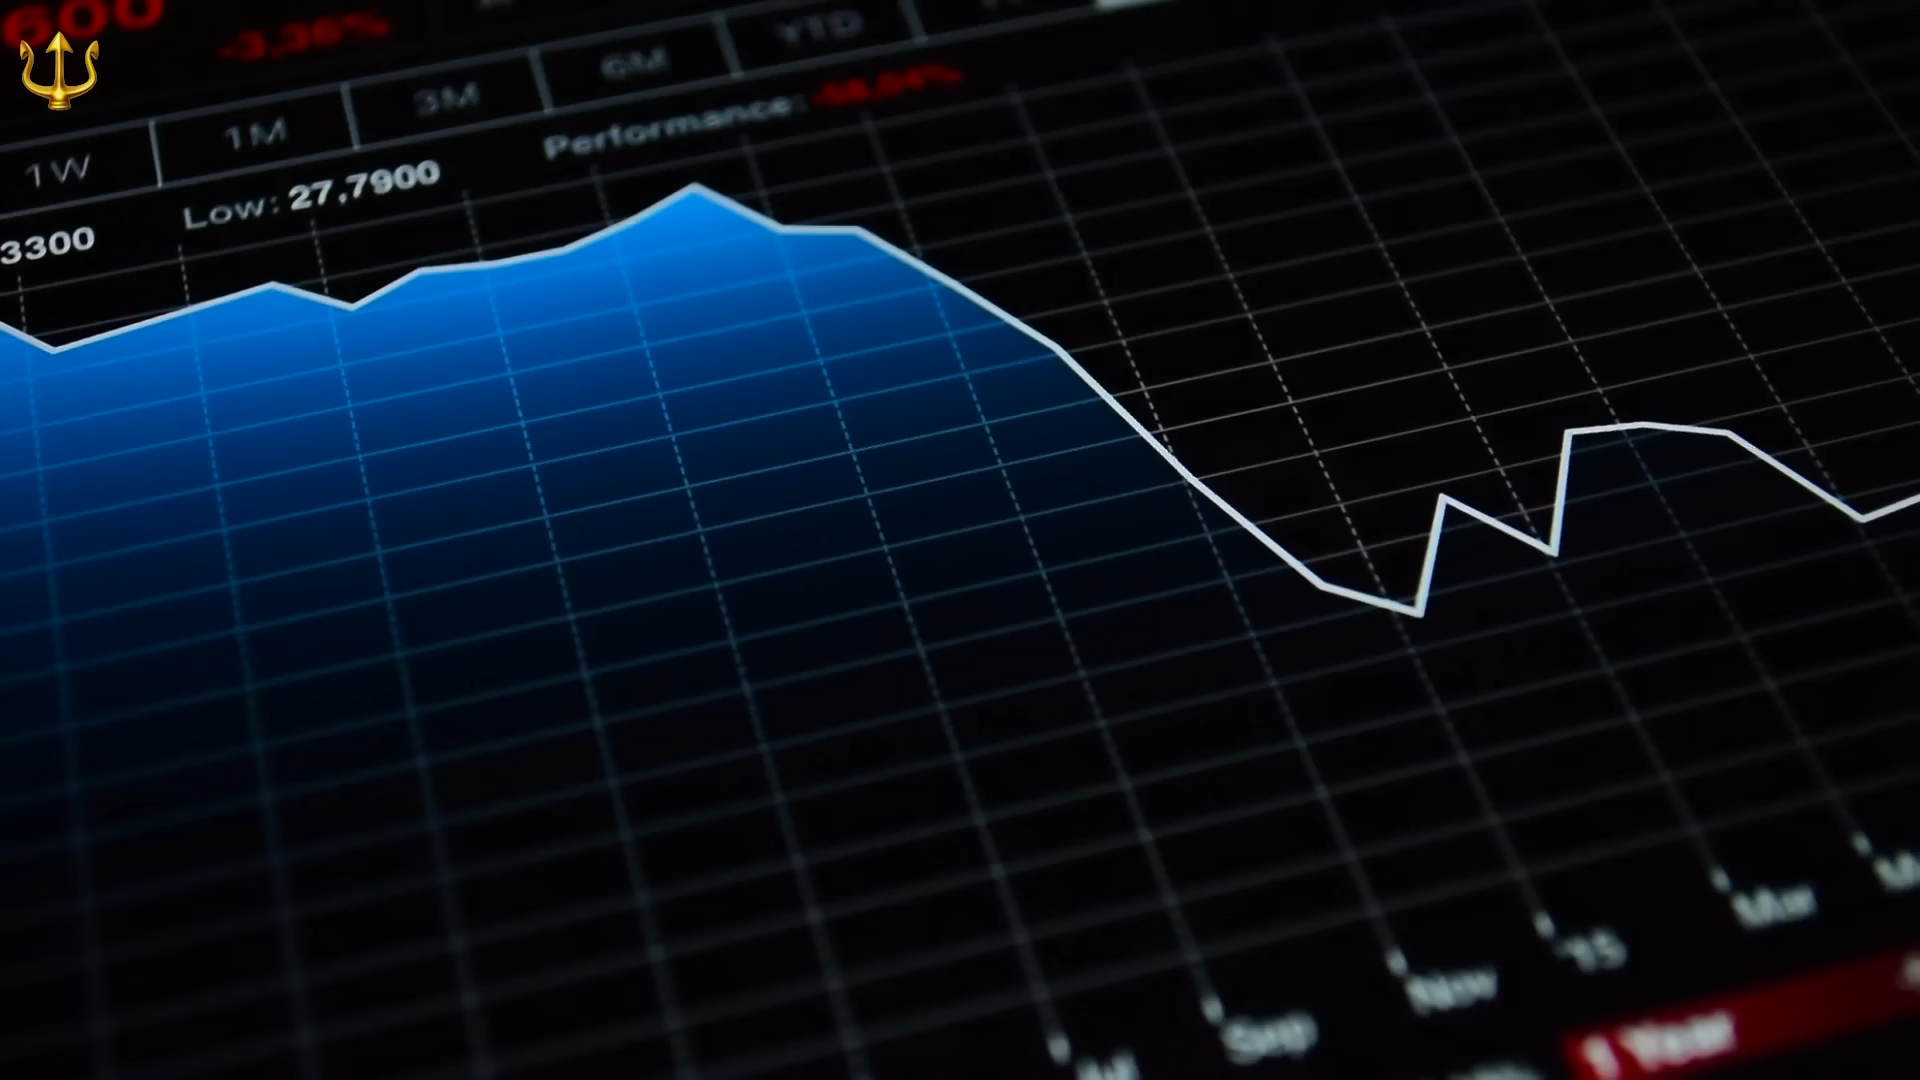 600
-3,36%
1W
1M
3M
6M
YTD
3300
Low: 27,7900
Performance:
Jul
Sep
Nov
'15
Mar
1 Year